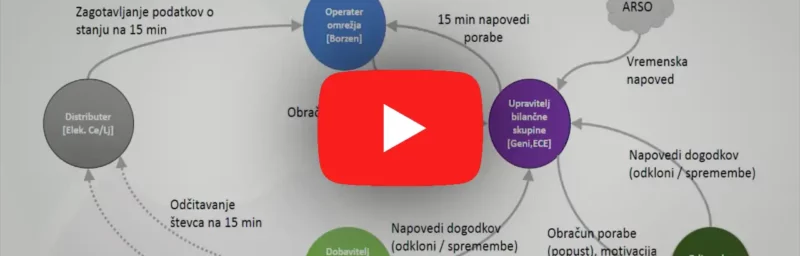 Zagotavljanje podatkov o
stanju na 15 min
Operater
omrežja
[Borzen]
15 min napovedi
porabe
ARSO
Vremenska
napoved
Distributer
[Elek. Ce/Lj]
Obrač
Upravitelj
bilančne
skupine
[Geni,ECE]
Napovedi dogodkov
(odkloni / spremembe)
Odčitavanje
števca na 15 min
Dobavitelj
Napovedi dogodkov
(odkloni / spremembe)
Obračun porabe
(popust), motivacija